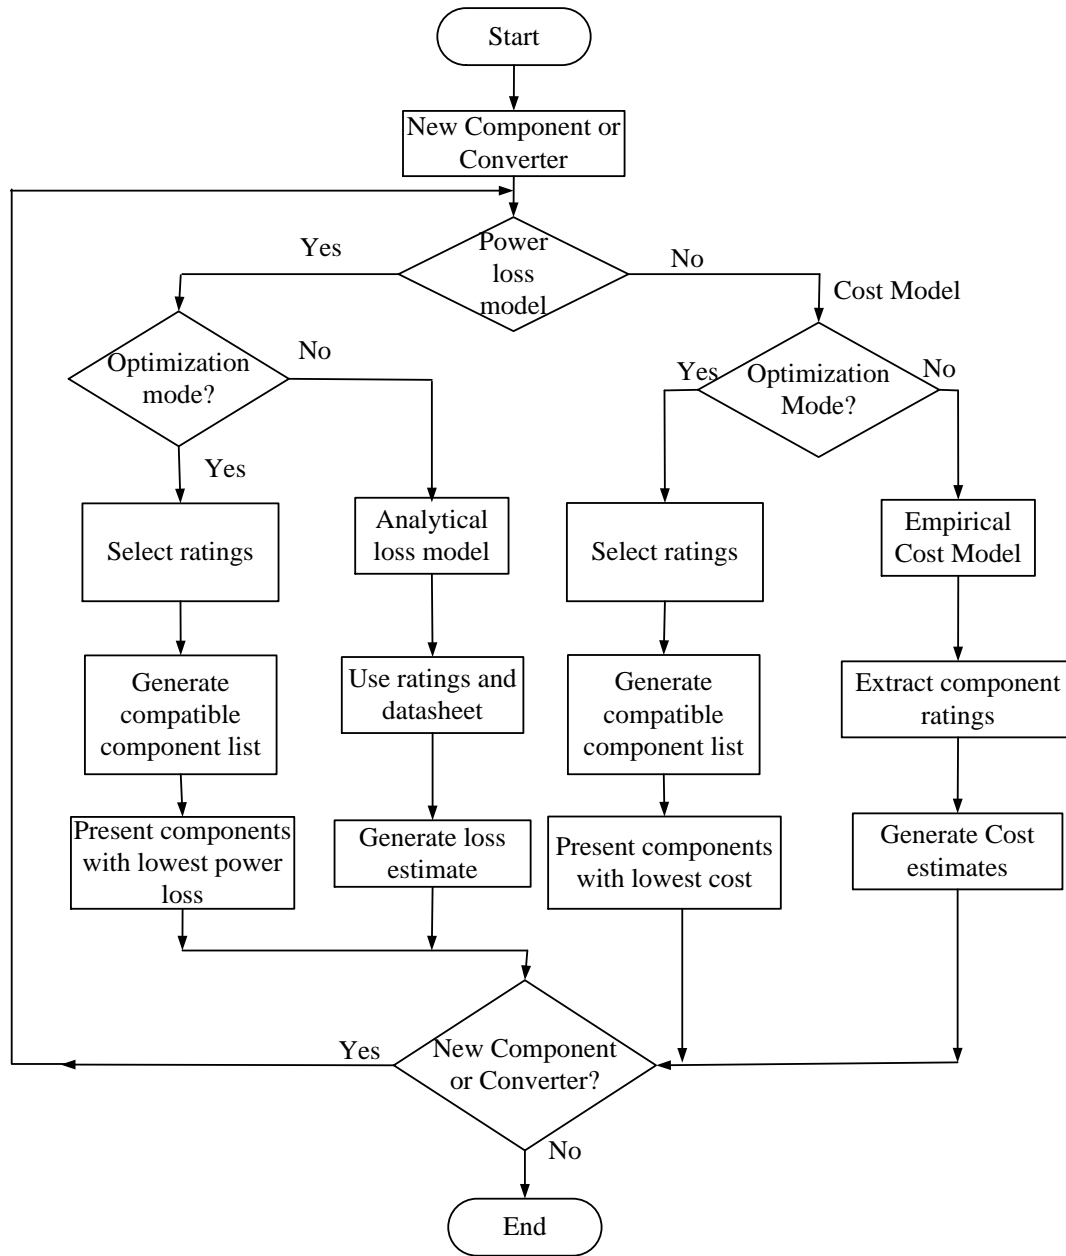 Start
New Component or
Converter
Yes
Power
loss
model
No
Cost Model
Optimization
mode?
No
Yes
Optimization
Mode?
No
Yes
Select ratings
Analytical
loss model
Select ratings
Empirical
Cost Model
Generate
compatible
component list
Use ratings and
datasheet
Generate
compatible
component list
Extract component
ratings
Present components
with lowest power
loss
Generate loss
estimate
Present components
with lowest cost
Generate Cost
estimates
Yes
New Component
or Converter?
No
End